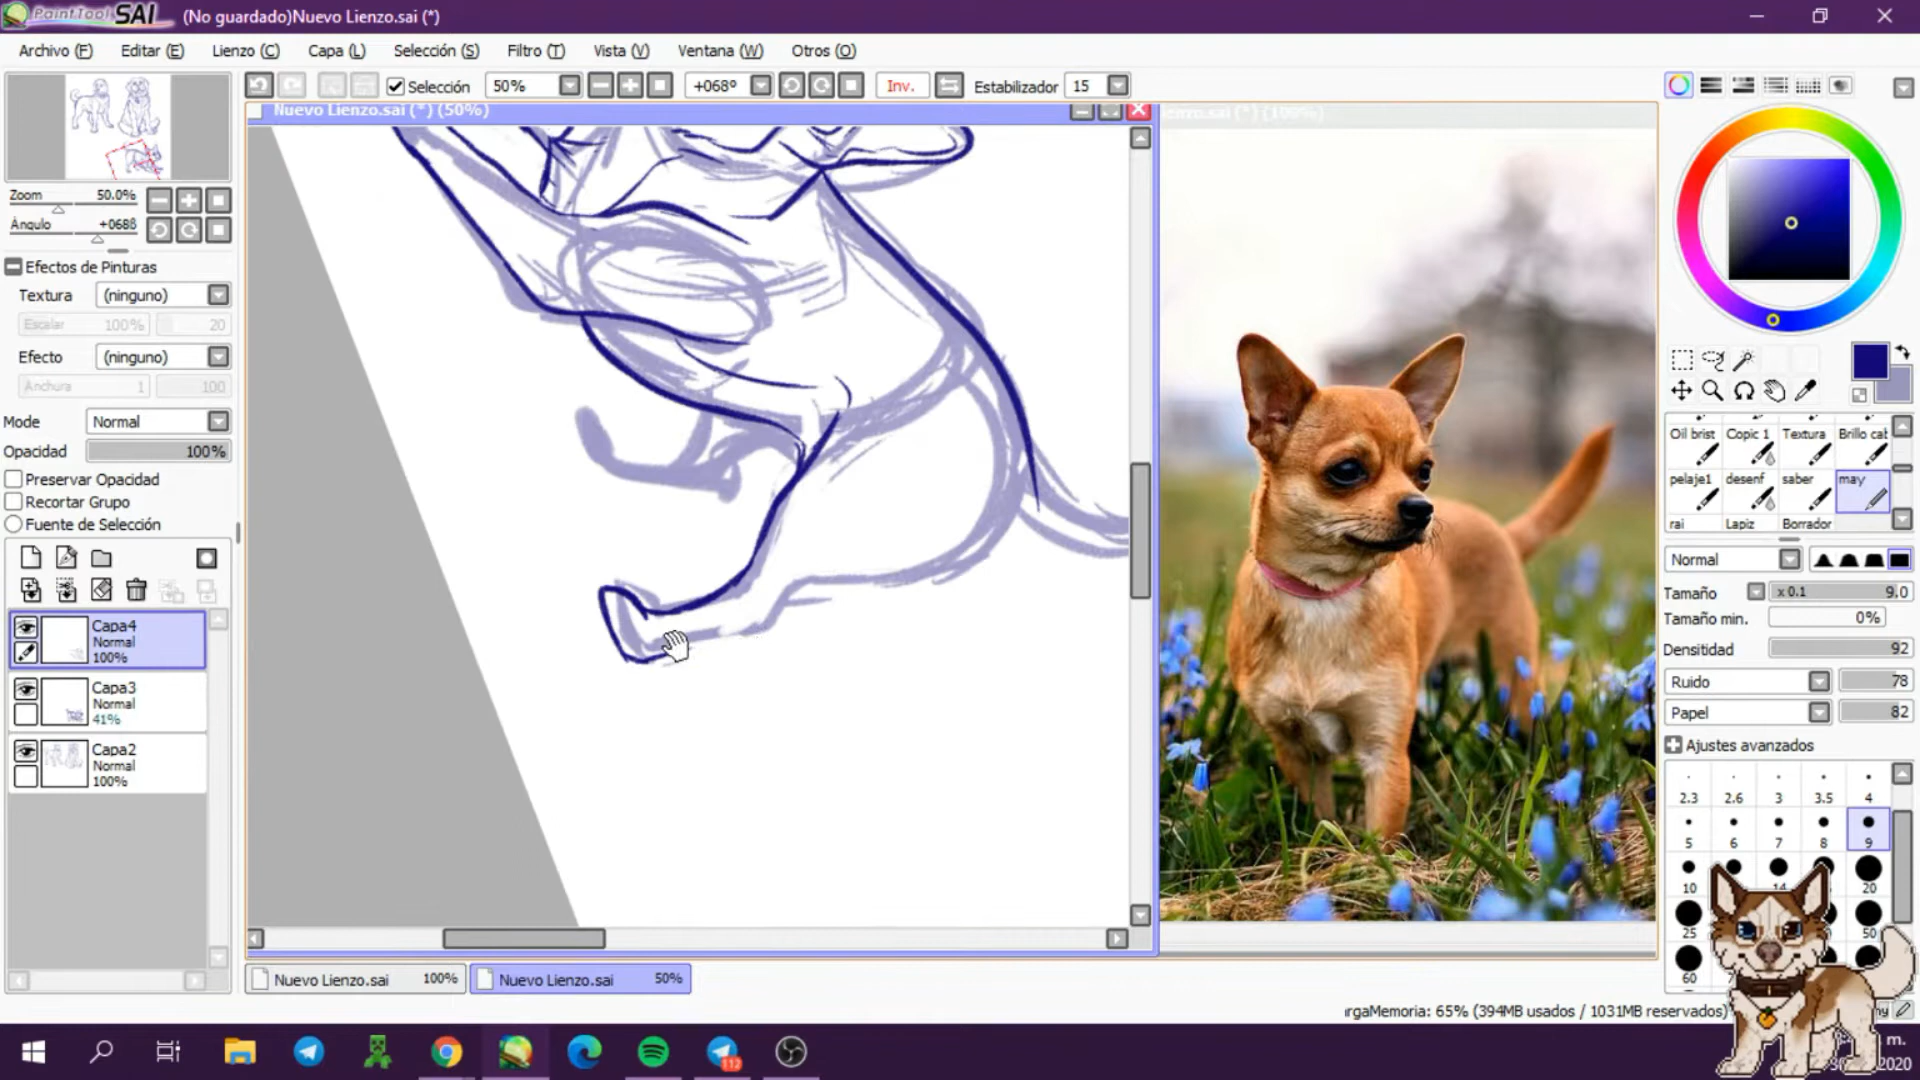 PaintTool SAI (No guardado)Nuevo Lienzo.sai (*)
Archivo (F) Editar (E) Lienzo (C) Capa (L) Selección (S) Filtro (T) Vista (V) Ventana (W) Otros (O)
Selección 50% +068º Inv. Estabilizador 15
Nuevo Lienzo.sai (*) (50%)
Zoom 50.0%
Ángulo +068ß
Efectos de Pinturas
Textura (ninguno)
Escalar 100% 20
Efecto (ninguno)
Anchura 1 100
Mode Normal
Opacidad 100%
Preservar Opacidad
Recortar Grupo
Fuente de Selección
Capa4
Normal
100%
Capa3
Normal
41%
Capa2
Normal
100%
Oil brist Copic 1 Textura Brillo cat
pelaje1 desenf saber may
rai Lapiz Borrador
Normal
Tamaño x 0.1 9.0
Tamaño min. 0%
Densitidad 92
Ruido 78
Papel 82
Ajustes avanzados
2.3 2.6 3 3.5 4
5 6 7 8 9
10 14 20
25 50
60
Nuevo Lienzo.sai 100% Nuevo Lienzo.sai 50%
ırgaMemoria: 65% (394MB usados / 1031MB reservados)
112
m.
2020